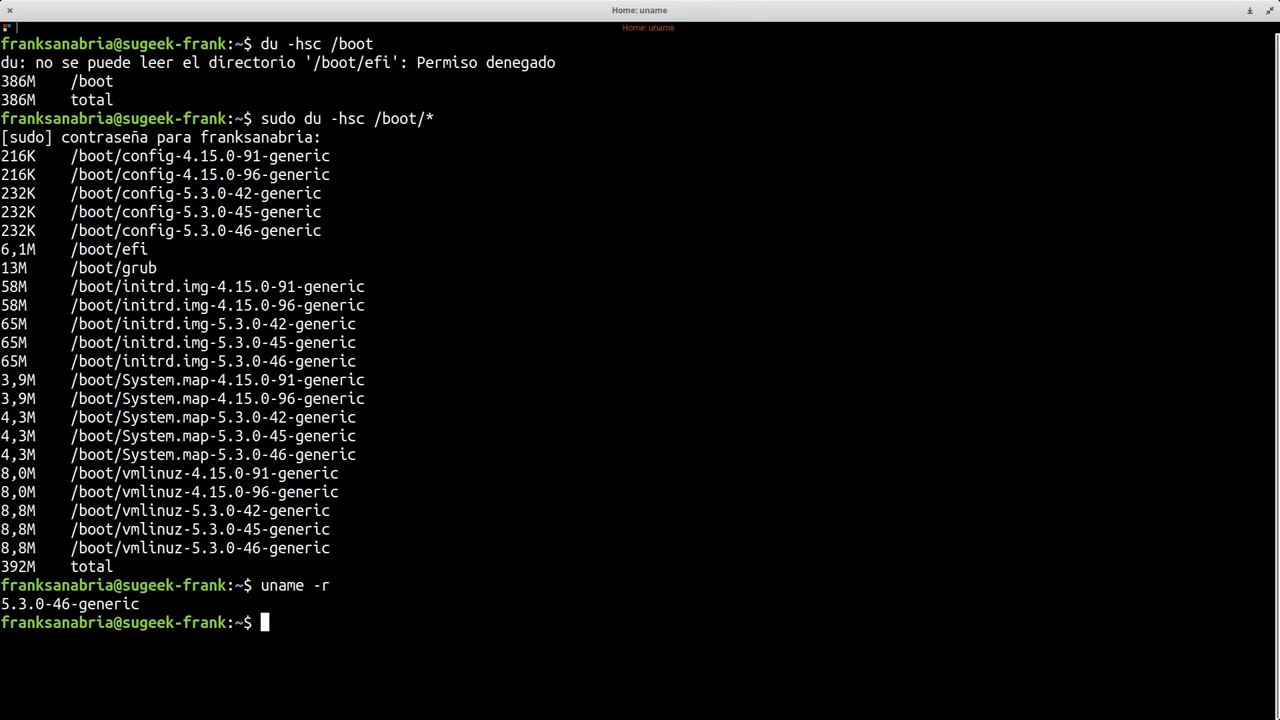 Home: uname
Home: uname
franksanabria@sugeek-frank:~$ du -hsc /boot
du: no se puede leer el directorio '/boot/efi': Permiso denegado
386M    /boot
386M    total
franksanabria@sugeek-frank:~$ sudo du -hsc /boot/*
[sudo] contraseña para franksanabria:
216K    /boot/config-4.15.0-91-generic
216K    /boot/config-4.15.0-96-generic
232K    /boot/config-5.3.0-42-generic
232K    /boot/config-5.3.0-45-generic
232K    /boot/config-5.3.0-46-generic
6,1M    /boot/efi
13M     /boot/grub
58M     /boot/initrd.img-4.15.0-91-generic
58M     /boot/initrd.img-4.15.0-96-generic
65M     /boot/initrd.img-5.3.0-42-generic
65M     /boot/initrd.img-5.3.0-45-generic
65M     /boot/initrd.img-5.3.0-46-generic
3,9M    /boot/System.map-4.15.0-91-generic
3,9M    /boot/System.map-4.15.0-96-generic
4,3M    /boot/System.map-5.3.0-42-generic
4,3M    /boot/System.map-5.3.0-45-generic
4,3M    /boot/System.map-5.3.0-46-generic
8,0M    /boot/vmlinuz-4.15.0-91-generic
8,0M    /boot/vmlinuz-4.15.0-96-generic
8,8M    /boot/vmlinuz-5.3.0-42-generic
8,8M    /boot/vmlinuz-5.3.0-45-generic
8,8M    /boot/vmlinuz-5.3.0-46-generic
392M    total
franksanabria@sugeek-frank:~$ uname -r
5.3.0-46-generic
franksanabria@sugeek-frank:~$